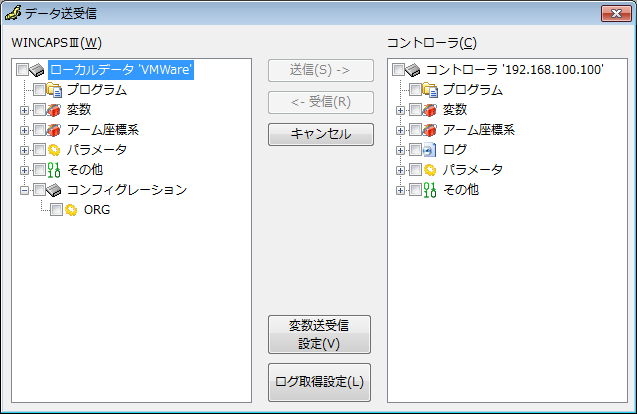 データ送受信
WINCAPSⅢ(W)
ローカルデータ 'VMWare'
プログラム
変数
アーム座標系
パラメータ
その他
コンフィグレーション
ORG
送信(S) ->
<- 受信(R)
キャンセル
変数送受信
設定(V)
ログ取得設定(L)
コントローラ(C)
コントローラ '192.168.100.100'
プログラム
変数
アーム座標系
ログ
パラメータ
その他